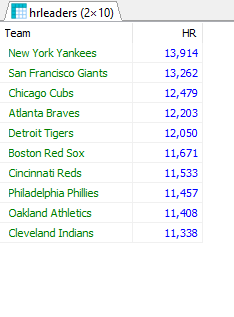 hrleaders (2×10)
Team HR
New York Yankees 13,914
San Francisco Giants 13,262
Chicago Cubs 12,479
Atlanta Braves 12,203
Detroit Tigers 12,050
Boston Red Sox 11,671
Cincinnati Reds 11,533
Philadelphia Phillies 11,457
Oakland Athletics 11,408
Cleveland Indians 11,338